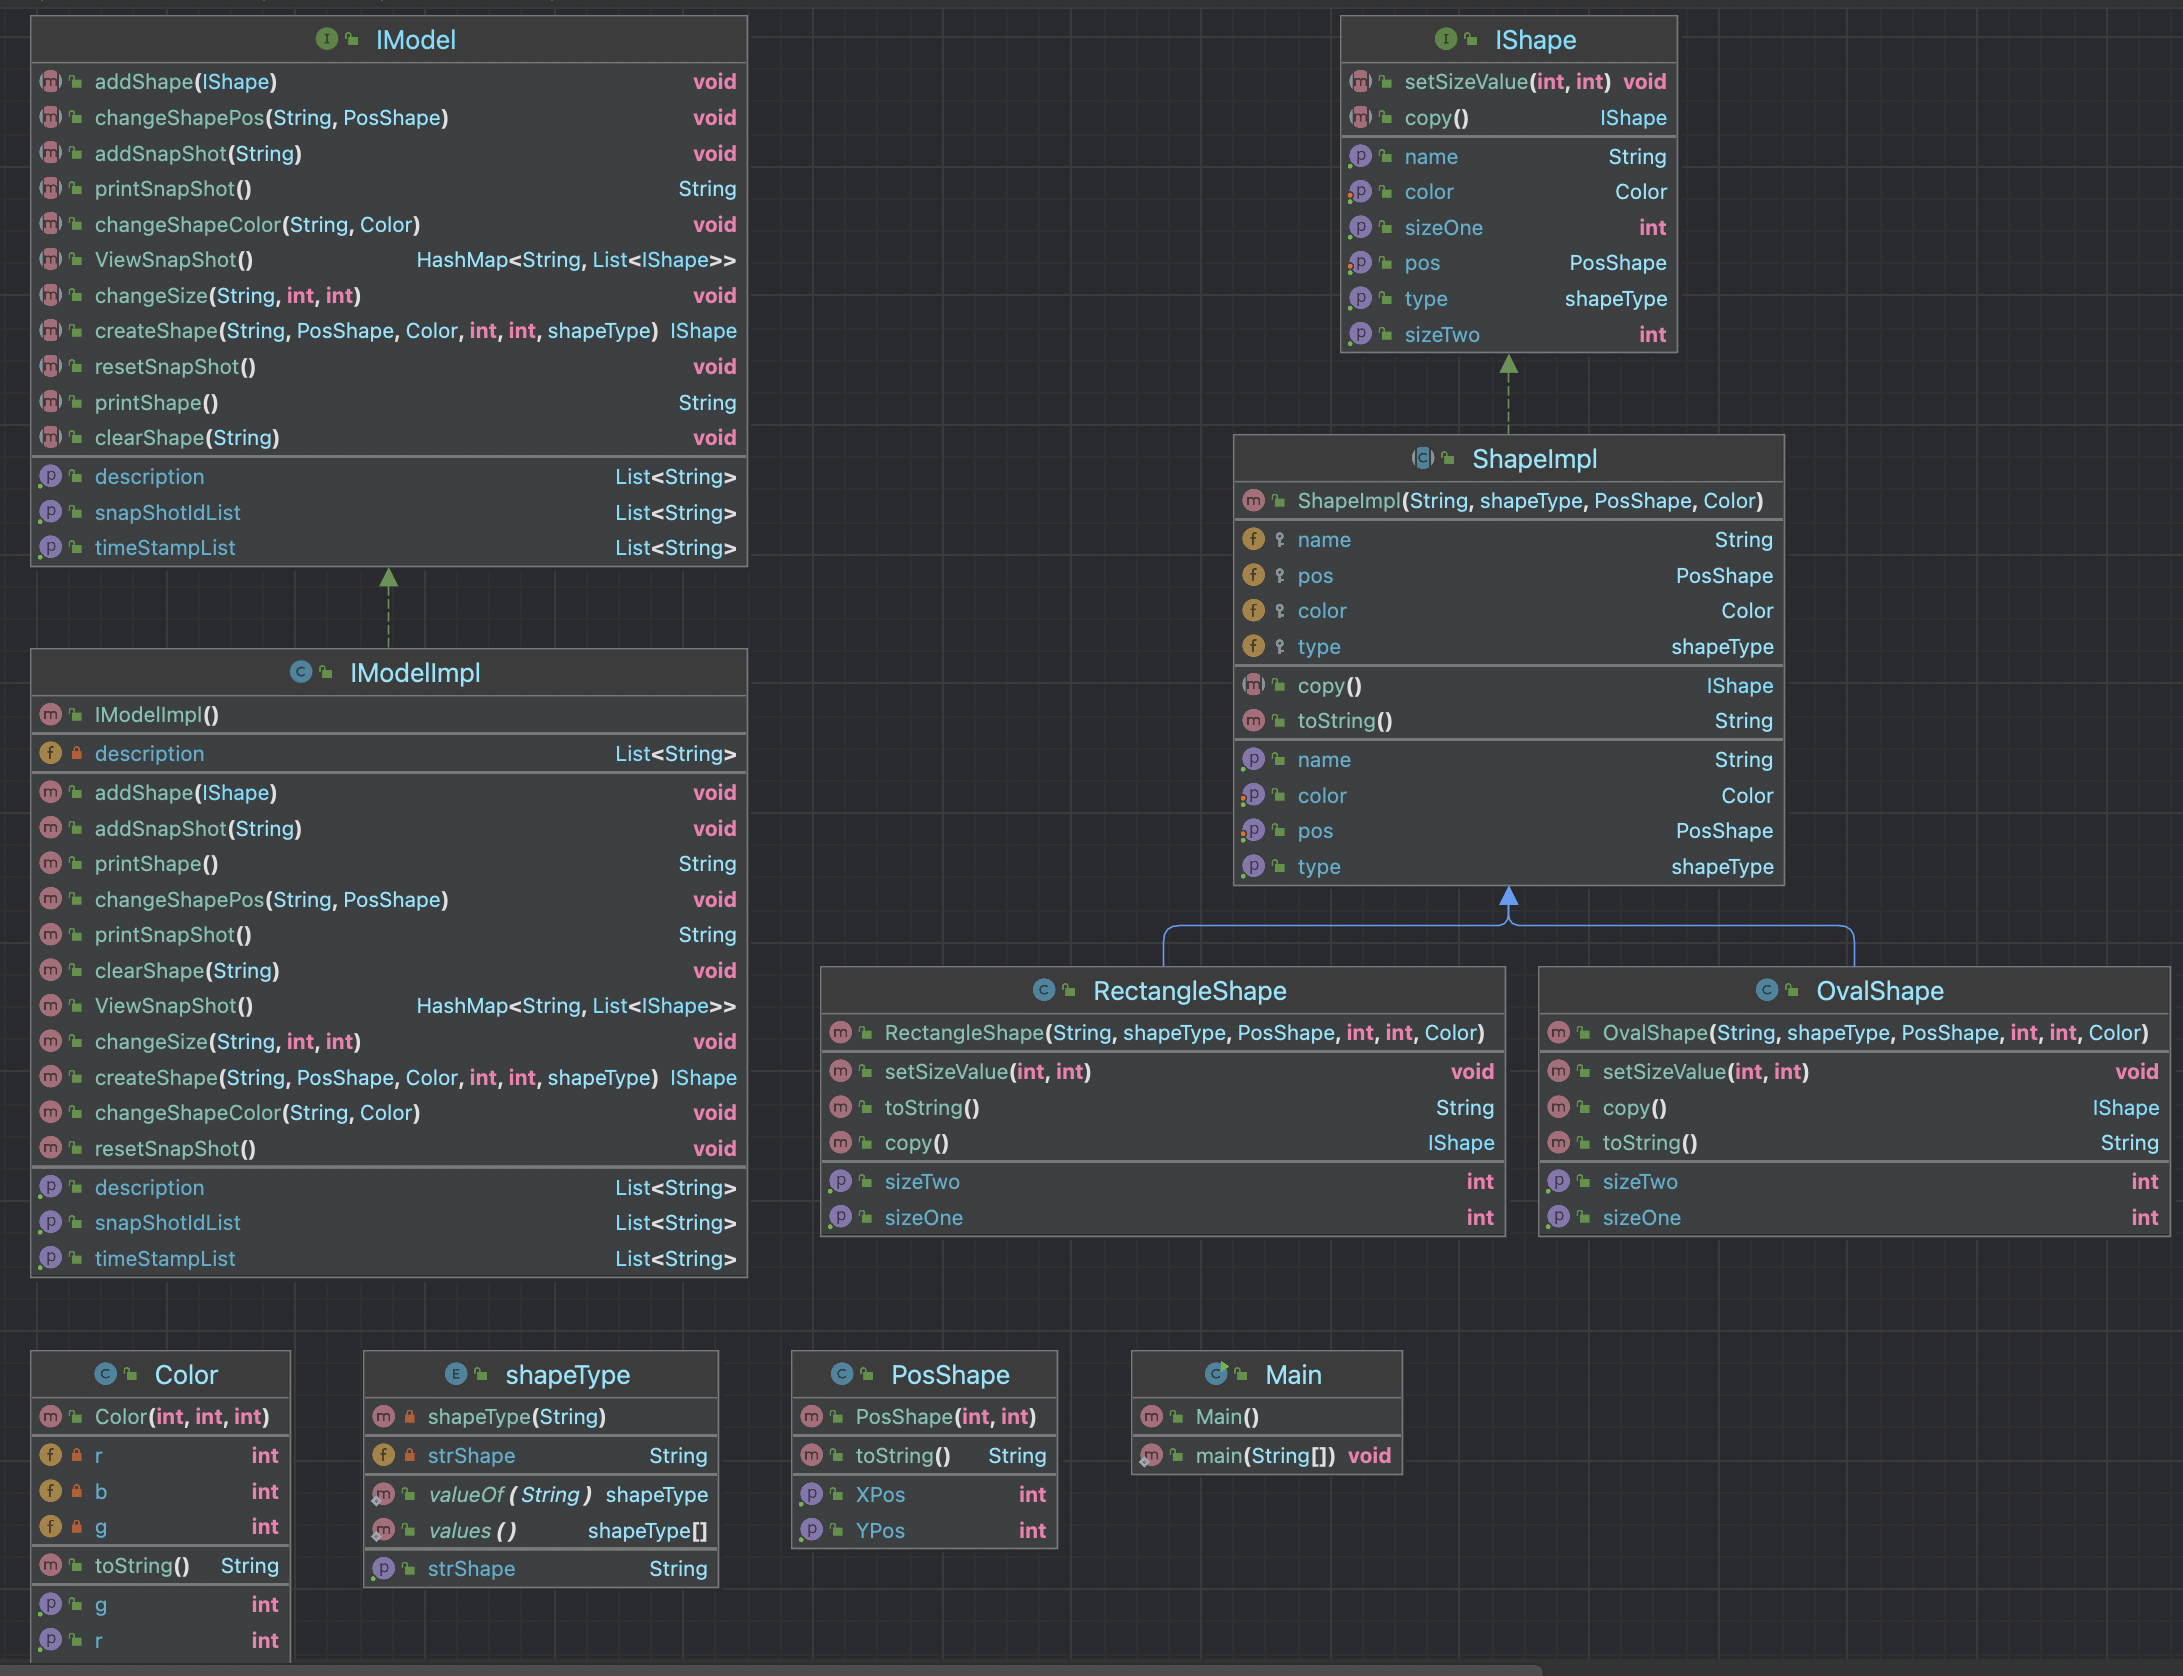 IModel
addShape(IShape) void
changeShapePos(String, PosShape) void
addSnapShot(String) void
printSnapShot() String
changeShapeColor(String, Color) void
ViewSnapShot() HashMap<String, List<IShape>>
changeSize(String, int, int) void
createShape(String, PosShape, Color, int, int, shapeType) IShape
resetSnapShot() void
printShape() String
clearShape(String) void
description List<String>
snapShotIdList List<String>
timeStampList List<String>
IModelImpl
IModelImpl()
description List<String>
addShape(IShape) void
addSnapShot(String) void
printShape() String
changeShapePos(String, PosShape) void
printSnapShot() String
clearShape(String) void
ViewSnapShot() HashMap<String, List<IShape>>
changeSize(String, int, int) void
createShape(String, PosShape, Color, int, int, shapeType) IShape
changeShapeColor(String, Color) void
resetSnapShot() void
description List<String>
snapShotIdList List<String>
timeStampList List<String>
IShape
setSizeValue(int, int) void
copy() IShape
name String
color Color
sizeOne int
pos PosShape
type shapeType
sizeTwo int
ShapeImpl
ShapeImpl(String, shapeType, PosShape, Color)
name String
pos PosShape
color Color
type shapeType
copy() IShape
toString() String
name String
color Color
pos PosShape
type shapeType
RectangleShape
RectangleShape(String, shapeType, PosShape, int, int, Color)
setSizeValue(int, int) void
toString() String
copy() IShape
sizeTwo int
sizeOne int
OvalShape
OvalShape(String, shapeType, PosShape, int, int, Color)
setSizeValue(int, int) void
copy() IShape
toString() String
sizeTwo int
sizeOne int
Color
Color(int, int, int)
r int
b int
g int
toString() String
g int
r int
shapeType
shapeType(String)
strShape String
valueOf(String) shapeType
values() shapeType[]
strShape String
PosShape
PosShape(int, int)
toString() String
XPos int
YPos int
Main
Main()
main(String[]) void